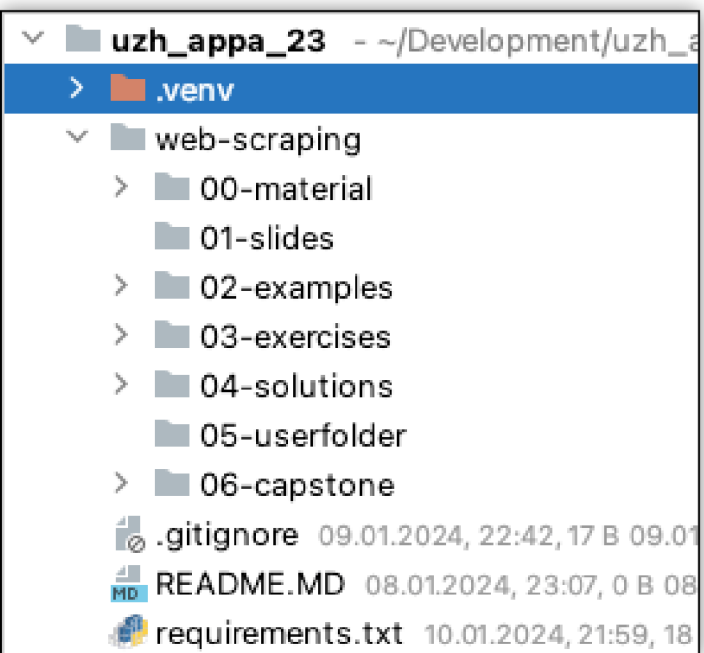 uzh_appa_23 - ~/Development/uzh_a
.venv
web-scraping
00-material
01-slides
02-examples
03-exercises
04-solutions
05-userfolder
06-capstone
.gitignore 09.01.2024, 22:42, 17 B 09.01
MD README.MD 08.01.2024, 23:07, 0 B 08
requirements.txt 10.01.2024, 21:59, 18